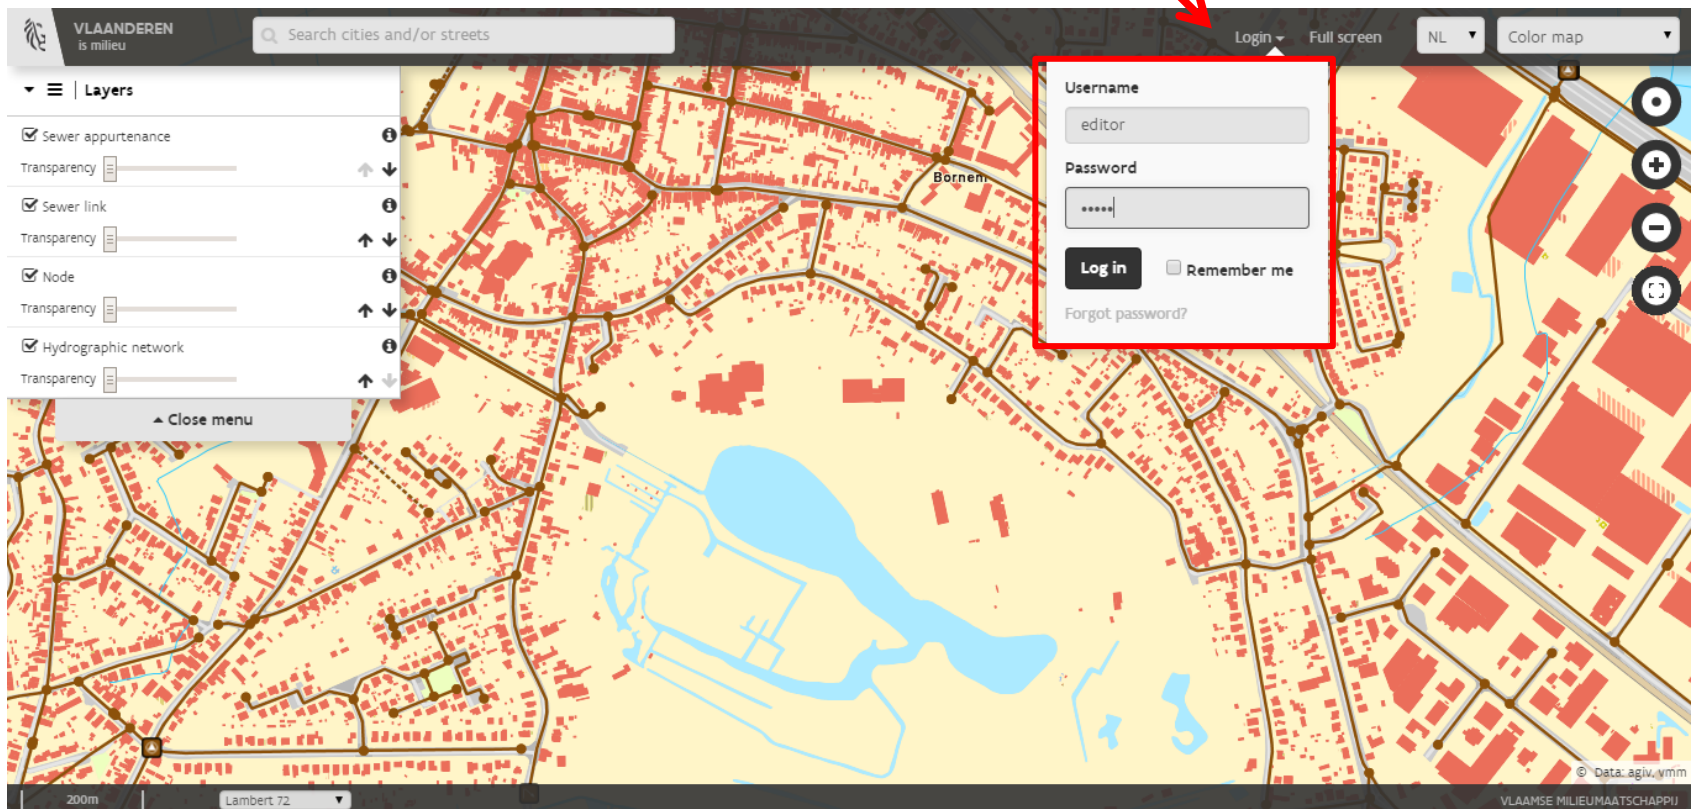 VLAANDEREN
is milieu
Search cities and/or streets
Login
Full screen
NL
Color map
Layers
Sewer appurtenance
Transparency
Sewer link
Transparency
Node
Transparency
Hydrographic network
Transparency
Close menu
Username
editor
Password
•••••
Log in
Remember me
Forgot password?
Bornem
© Data: agiv, vmm
200m
Lambert 72
VLAAMSE MILIEUMAATSCHAPPIJ